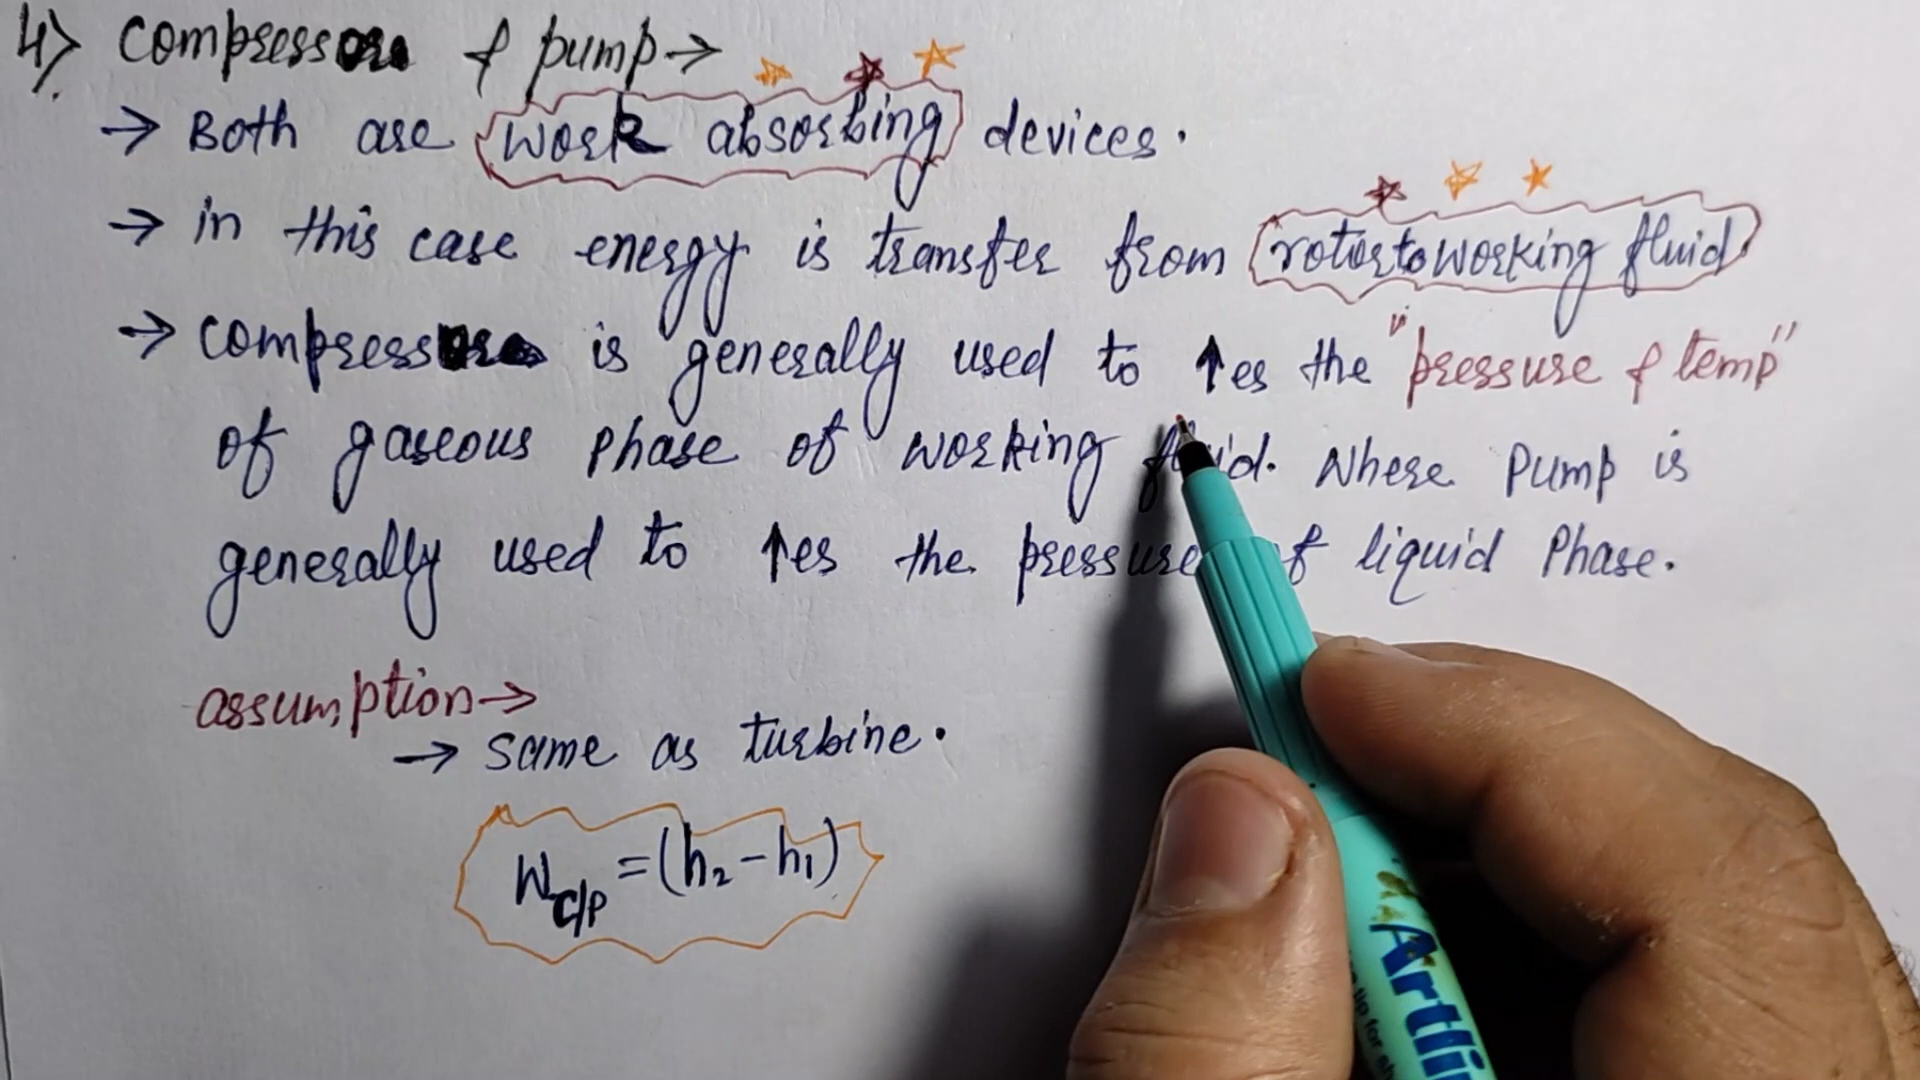 4> Compressor & pump →
→ Both are work absorbing devices.
→ in this case energy is transfer from rotor to working fluid
→ compressor is generally used to ↑es the "pressure & temp"
of gaseous phase of working fluid. Where pump is
generally used to ↑es the pressure of liquid Phase.
assumption →
→ same as turbine.
W_C/P = (h₂ - h₁)
Artli